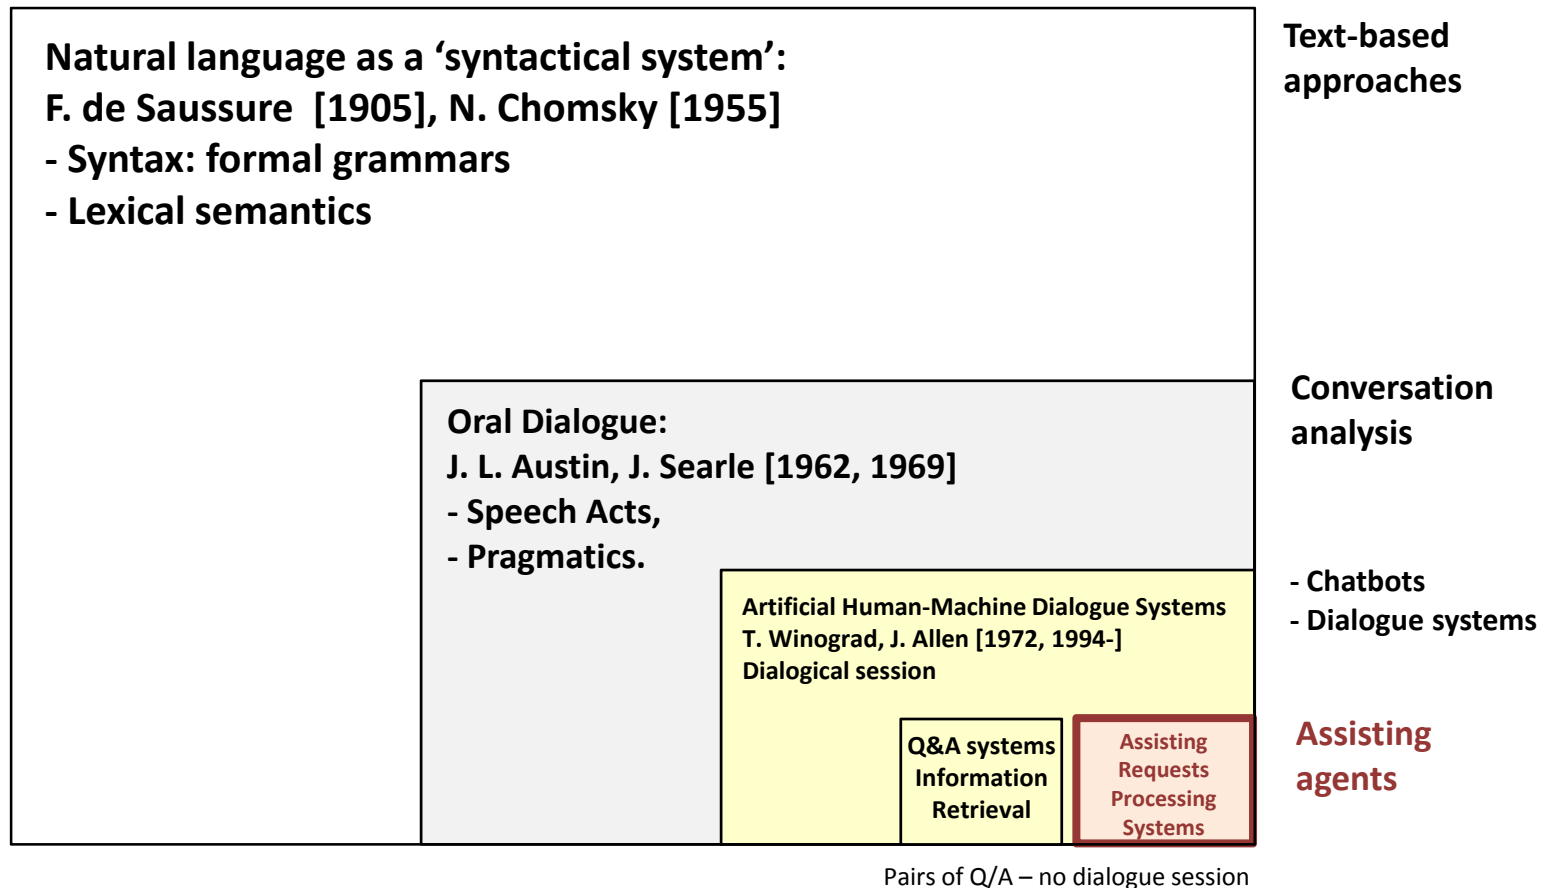 Natural language as a ‘syntactical system’:
F. de Saussure [1905], N. Chomsky [1955]
- Syntax: formal grammars
- Lexical semantics
Text-based
approaches
Oral Dialogue:
J. L. Austin, J. Searle [1962, 1969]
- Speech Acts,
- Pragmatics.
Conversation
analysis
Artificial Human-Machine Dialogue Systems
T. Winograd, J. Allen [1972, 1994-]
Dialogical session
- Chatbots
- Dialogue systems
Q&A systems
Information
Retrieval
Assisting
Requests
Processing
Systems
Assisting
agents
Pairs of Q/A – no dialogue session